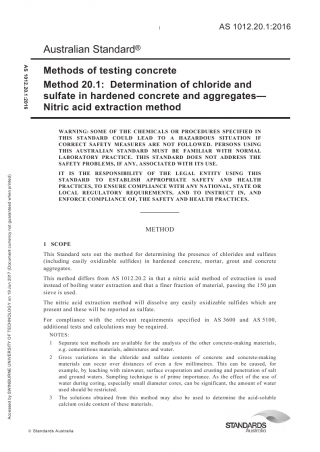 1
AS 1012.20.1:2016
Australian Standard®
Methods of testing concrete
Method 20.1: Determination of chloride and
sulfate in hardened concrete and aggregates—
Nitric acid extraction method
WARNING: SOME OF THE CHEMICALS OR PROCEDURES SPECIFIED IN
THIS STANDARD COULD LEAD TO A HAZARDOUS SITUATION IF
CORRECT SAFETY MEASURES ARE NOT FOLLOWED. PERSONS USING
THIS AUSTRALIAN STANDARD MUST BE FAMILIAR WITH NORMAL
LABORATORY PRACTICE. THIS STANDARD DOES NOT ADDRESS THE
SAFETY PROBLEMS, IF ANY, ASSOCIATED WITH ITS USE.
IT IS THE RESPONSIBILITY OF THE LEGAL ENTITY USING THIS
STANDARD TO ESTABLISH APPROPRIATE SAFETY AND HEALTH
PRACTICES, TO ENSURE COMPLIANCE WITH ANY NATIONAL, STATE OR
LOCAL REGULATORY REQUIREMENTS, AND TO INSTRUCT IN, AND
ENFORCE COMPLIANCE OF, THE SAFETY AND HEALTH PRACTICES.
METHOD
1 SCOPE
This Standard sets out the method for determining the presence of chlorides and sulfates
(including easily oxidizable sulfides) in hardened concrete, mortar, grout and concrete
aggregates.
This method differs from AS 1012.20.2 in that a nitric acid method of extraction is used
instead of boiling water extraction and that a finer fraction of material, passing the 150 µm
sieve is used.
The nitric acid extraction method will dissolve any easily oxidizable sulfides which are
present and these will be reported as sulfate.
For compliance with the relevant requirements specified in AS 3600 and AS 5100,
additional tests and calculations may be required.
NOTES:
1 Separate test methods are available for the analysis of the other concrete-making materials,
e.g. cementitious materials, admixtures and water.
2 Gross variations in the chloride and sulfate contents of concrete and concrete-making
materials can occur over distances of even a few millimetres. This can be caused, for
example, by leaching with rainwater, surface evaporation and crusting and penetration of salt
and ground waters. Sampling technique is of prime importance. As the effect of the use of
water during coring, especially small diameter cores, can be significant, the amount of water
used should be restricted.
3 The solutions obtained from this method may also be used to determine the acid-soluble
calcium oxide content of these materials.
© Standards Australia
STANDARDS
Australia
AS 1012.20.1-2016
Accessed by SWINBURNE UNIVERSITY OF TECHNOLOGY on 19 Oct 2017 (Document currency not guaranteed when printed)